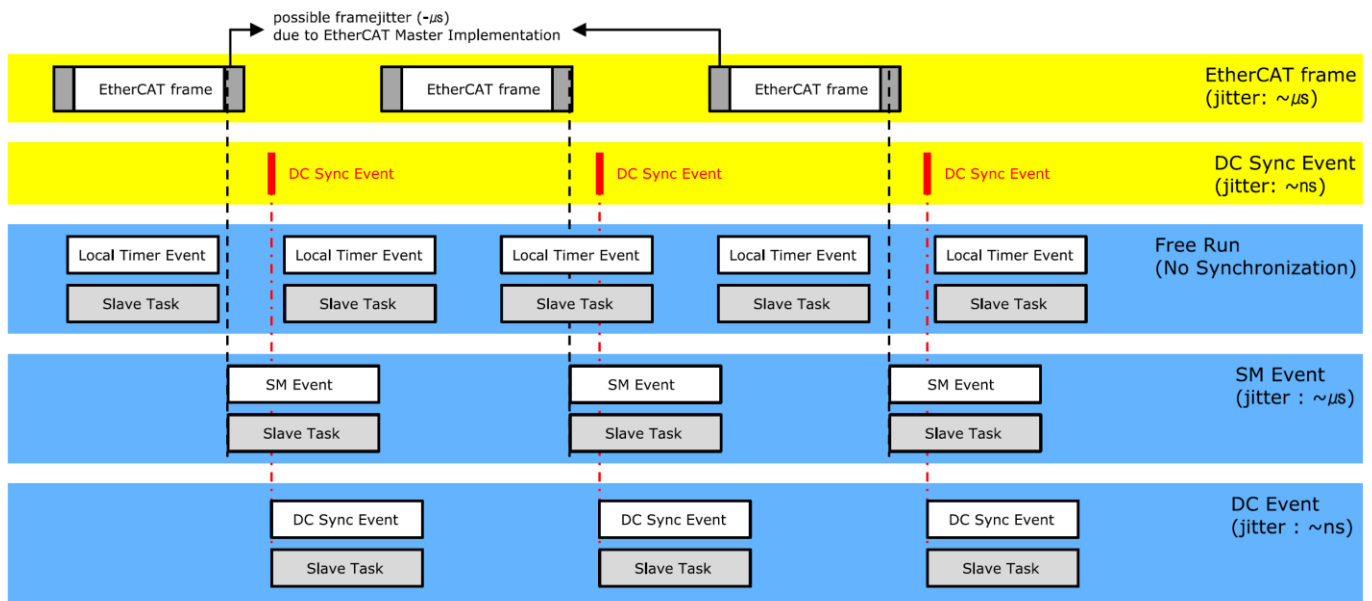 possible framejitter (-㎲)
due to EtherCAT Master Implementation
EtherCAT frame
EtherCAT frame
EtherCAT frame
EtherCAT frame
(jitter: ~㎲)
DC Sync Event
DC Sync Event
DC Sync Event
DC Sync Event
(jitter: ~ns)
Local Timer Event
Local Timer Event
Local Timer Event
Local Timer Event
Local Timer Event
Free Run
(No Synchronization)
Slave Task
Slave Task
Slave Task
Slave Task
Slave Task
SM Event
SM Event
SM Event
SM Event
(jitter : ~㎲)
Slave Task
Slave Task
Slave Task
DC Sync Event
DC Sync Event
DC Sync Event
DC Event
(jitter : ~ns)
Slave Task
Slave Task
Slave Task